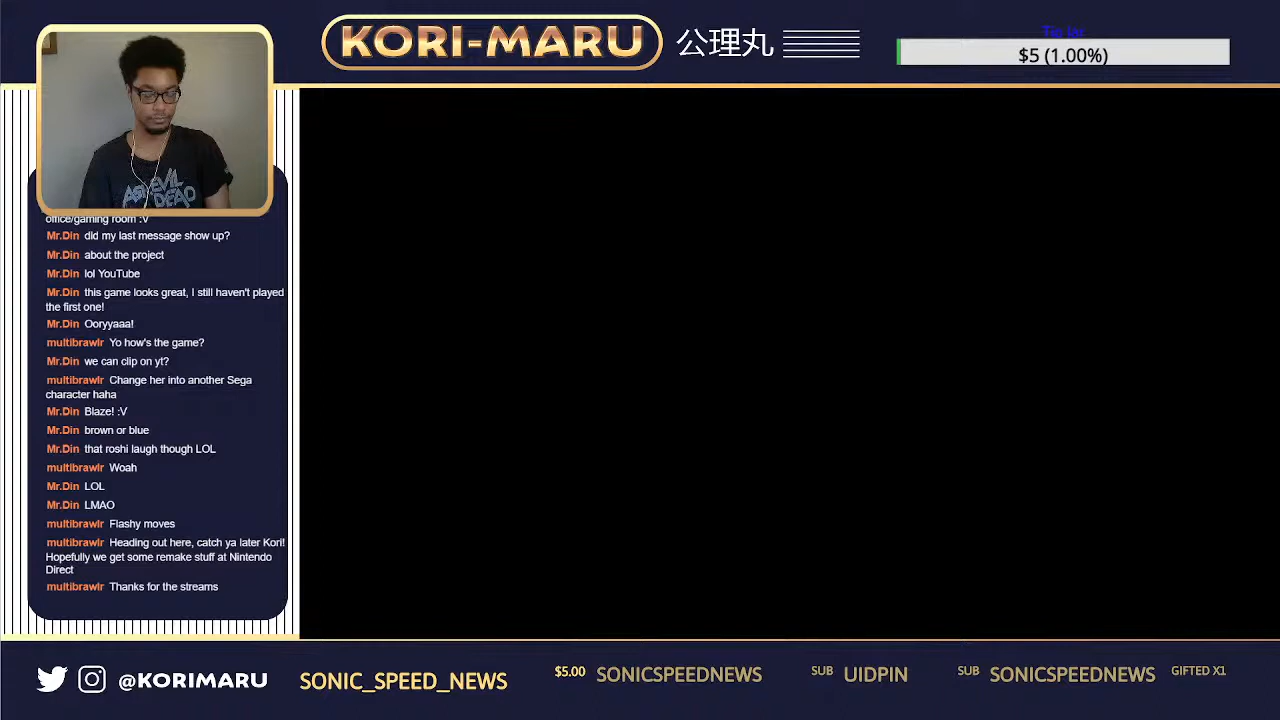 KORI-MARU
公理丸
Tip Jar
$5 (1.00%)
EVIL
DEAD
office/gaming room :V
Mr.Din did my last message show up?
Mr.Din about the project
Mr.Din lol YouTube
Mr.Din this game looks great, I still haven't played
the first one!
Mr.Din Ooryyaaa!
multibrawlr Yo how's the game?
Mr.Din we can clip on yt?
multibrawlr Change her into another Sega
character haha
Mr.Din Blaze! :V
Mr.Din brown or blue
Mr.Din that roshi laugh though LOL
multibrawlr Woah
Mr.Din LOL
Mr.Din LMAO
multibrawlr Flashy moves
multibrawlr Heading out here, catch ya later Kori!
Hopefully we get some remake stuff at Nintendo
Direct
multibrawlr Thanks for the streams
@KORIMARU
SONIC_SPEED_NEWS
$5.00 SONICSPEEDNEWS
SUB UIDPIN
SUB SONICSPEEDNEWS GIFTED X1